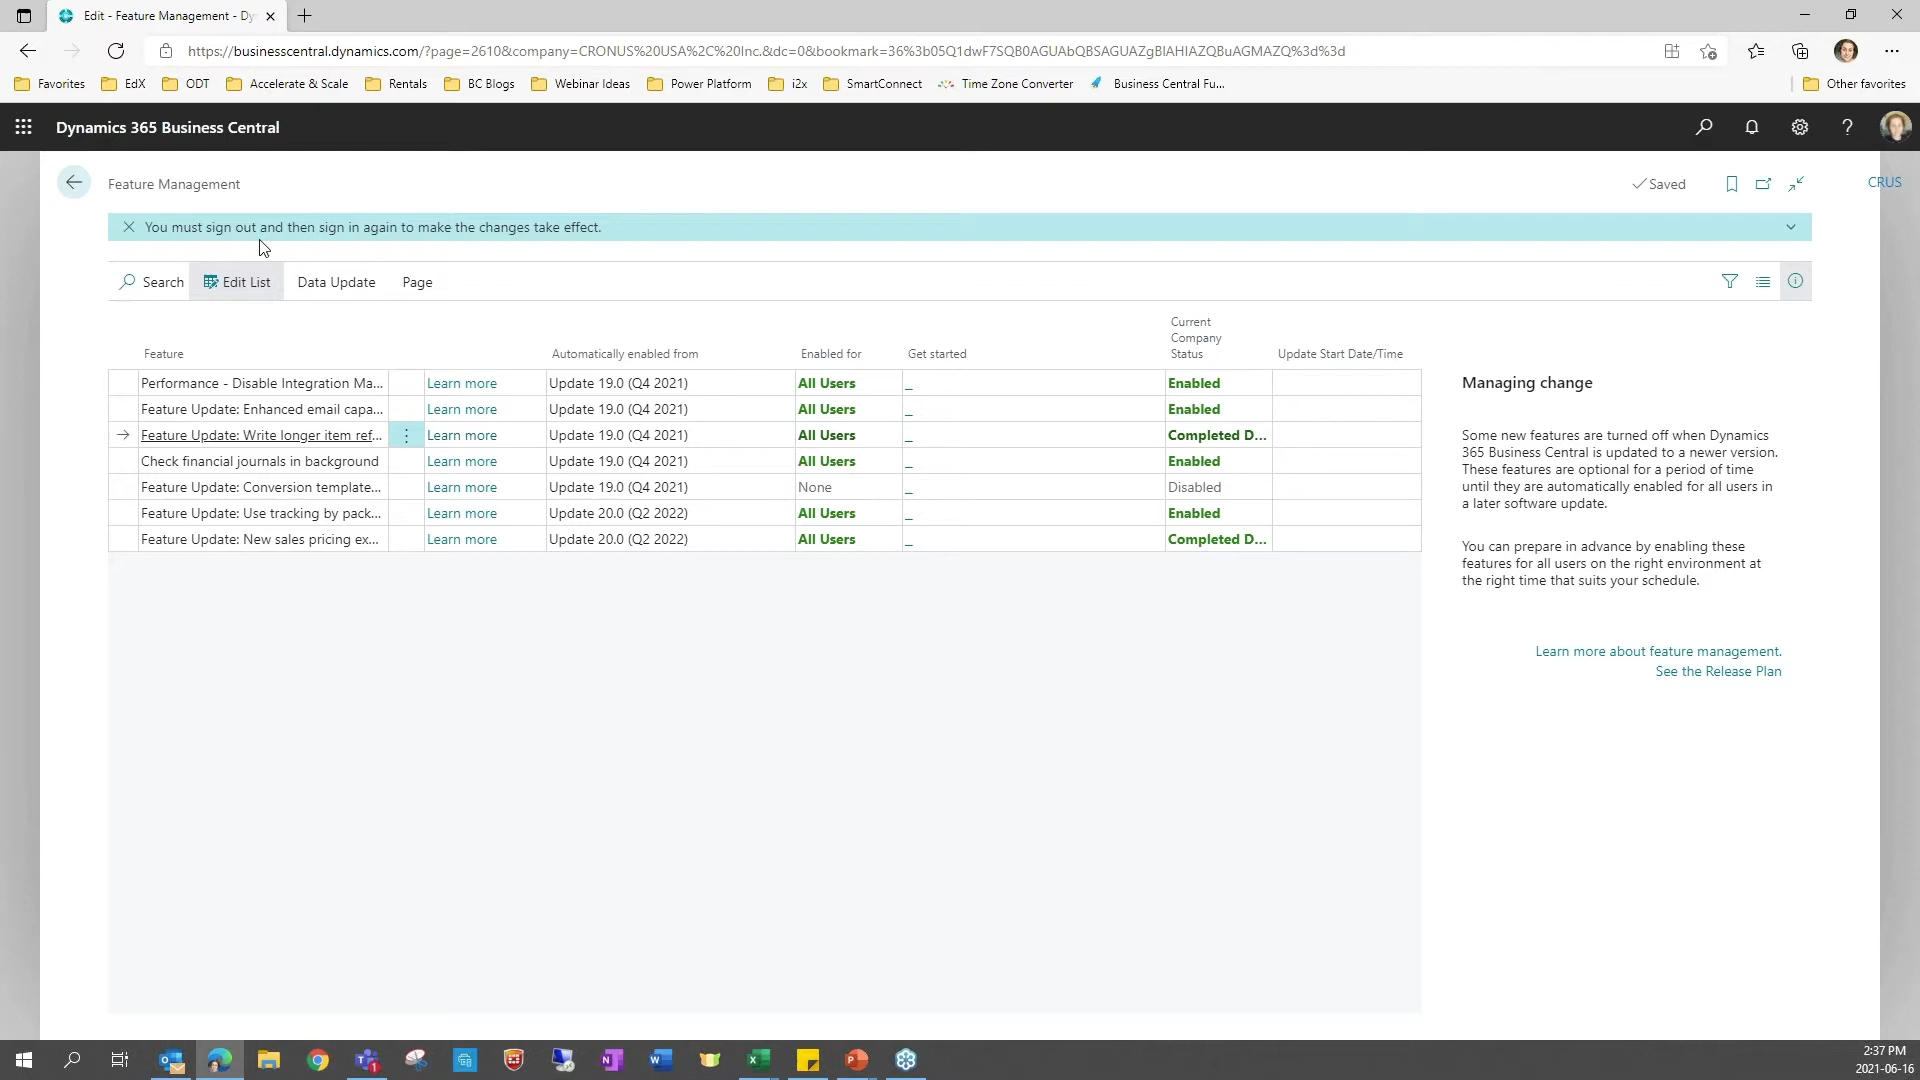 Edit - Feature Management - Dy
https://businesscentral.dynamics.com/?page=2610&company=CRONUS%20USA%2C%20Inc.&dc=0&bookmark=36%3b05Q1dwF7SQB0AGUAbQBSAGUAZgBlAHIAZQBuAGMAZQ%3d%3d
Favorites EdX ODT Accelerate & Scale Rentals BC Blogs Webinar Ideas Power Platform i2x SmartConnect Time Zone Converter Business Central Fu... Other favorites
Dynamics 365 Business Central
Feature Management Saved CRUS
You must sign out and then sign in again to make the changes take effect.
Search Edit List Data Update Page
Feature Automatically enabled from Enabled for Get started Current Company Status Update Start Date/Time
Performance - Disable Integration Ma... Learn more Update 19.0 (Q4 2021) All Users _ Enabled
Feature Update: Enhanced email capa... Learn more Update 19.0 (Q4 2021) All Users _ Enabled
Feature Update: Write longer item ref... Learn more Update 19.0 (Q4 2021) All Users _ Completed D...
Check financial journals in background Learn more Update 19.0 (Q4 2021) All Users _ Enabled
Feature Update: Conversion template... Learn more Update 19.0 (Q4 2021) None _ Disabled
Feature Update: Use tracking by pack... Learn more Update 20.0 (Q2 2022) All Users _ Enabled
Feature Update: New sales pricing ex... Learn more Update 20.0 (Q2 2022) All Users _ Completed D...
Managing change
Some new features are turned off when Dynamics
365 Business Central is updated to a newer version.
These features are optional for a period of time
until they are automatically enabled for all users in
a later software update.
You can prepare in advance by enabling these
features for all users on the right environment at
the right time that suits your schedule.
Learn more about feature management.
See the Release Plan
2:37 PM
2021-06-16